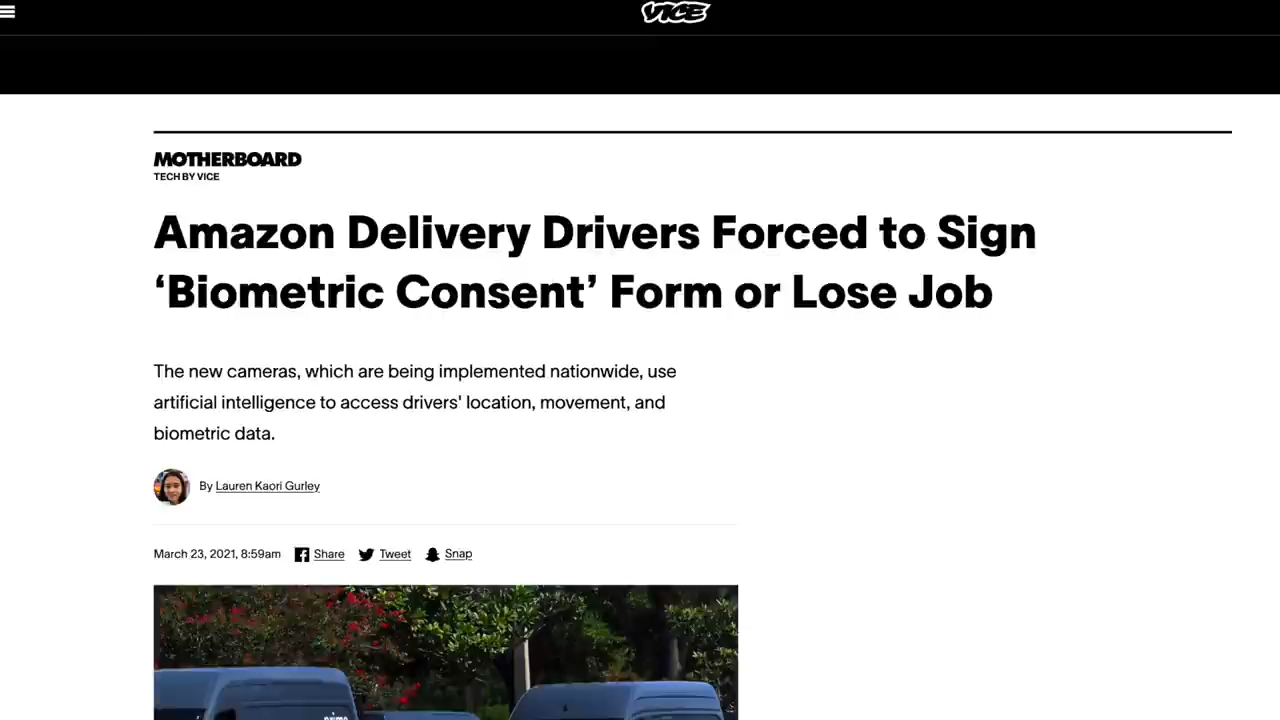 VICE
MOTHERBOARD
TECH BY VICE
Amazon Delivery Drivers Forced to Sign
‘Biometric Consent’ Form or Lose Job
The new cameras, which are being implemented nationwide, use
artificial intelligence to access drivers' location, movement, and
biometric data.
By Lauren Kaori Gurley
March 23, 2021, 8:59am Share Tweet Snap
prime